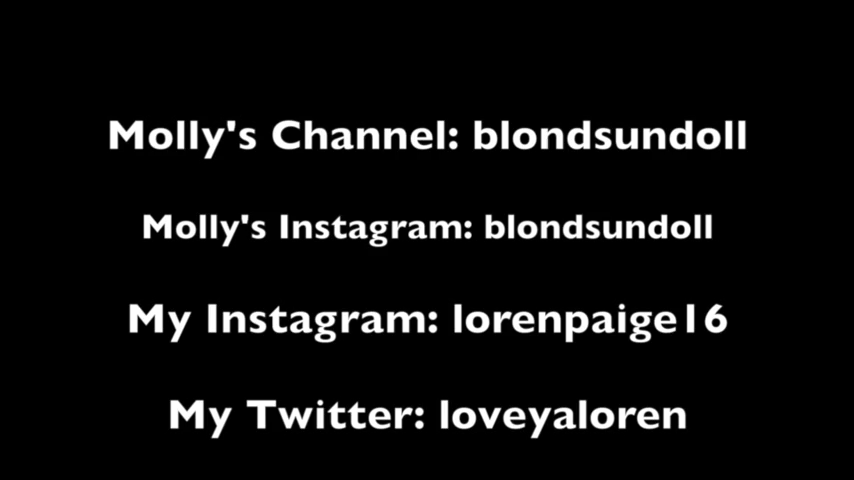 Molly's Channel: blondsundoll
Molly's Instagram: blondsundoll
My Instagram: lorenpaige16
My Twitter: loveyaloren